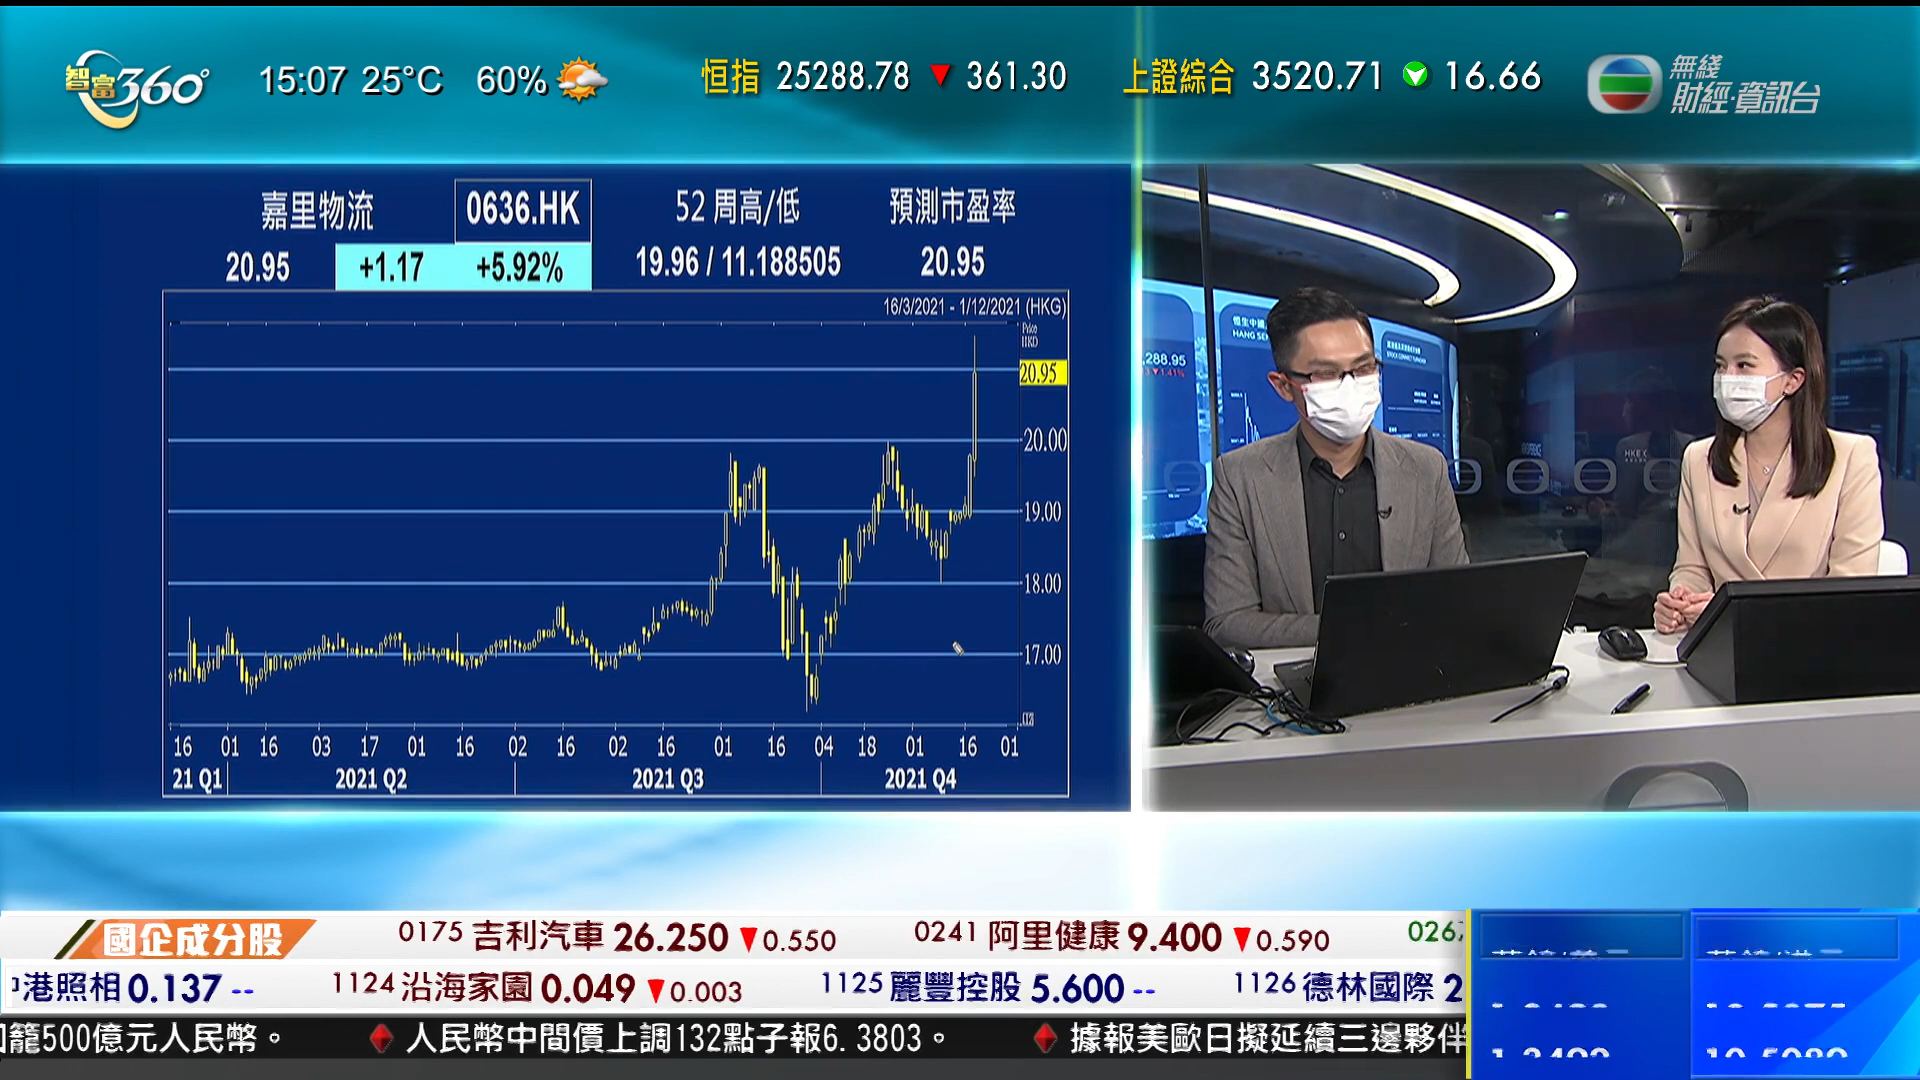 智富360°
15:07 25°C 60%
恒指 25288.78 ▼ 361.30
上證綜合 3520.71 16.66
無綫
財經·資訊台
嘉里物流 0636.HK 52 周高/低 預測市盈率
20.95 +1.17 +5.92% 19.96 / 11.188505 20.95
16/3/2021 - 1/12/2021 (HKG)
Price
HKD
20.95
20.00
19.00
18.00
17.00
16 01 16 03 17 01 16 02 16 02 16 01 16 04 18 01 16 01
21 Q1 2021 Q2 2021 Q3 2021 Q4
國企成分股 0175 吉利汽車 26.250 ▼0.550 0241 阿里健康 9.400 ▼0.590 0267
港照相 0.137 -- 1124 沿海家園 0.049 ▼0.003 1125 麗豐控股 5.600 -- 1126 德林國際 2
籠500億元人民幣。 人民幣中間價上調132點子報6.3803。 據報美歐日擬延續三邊夥伴